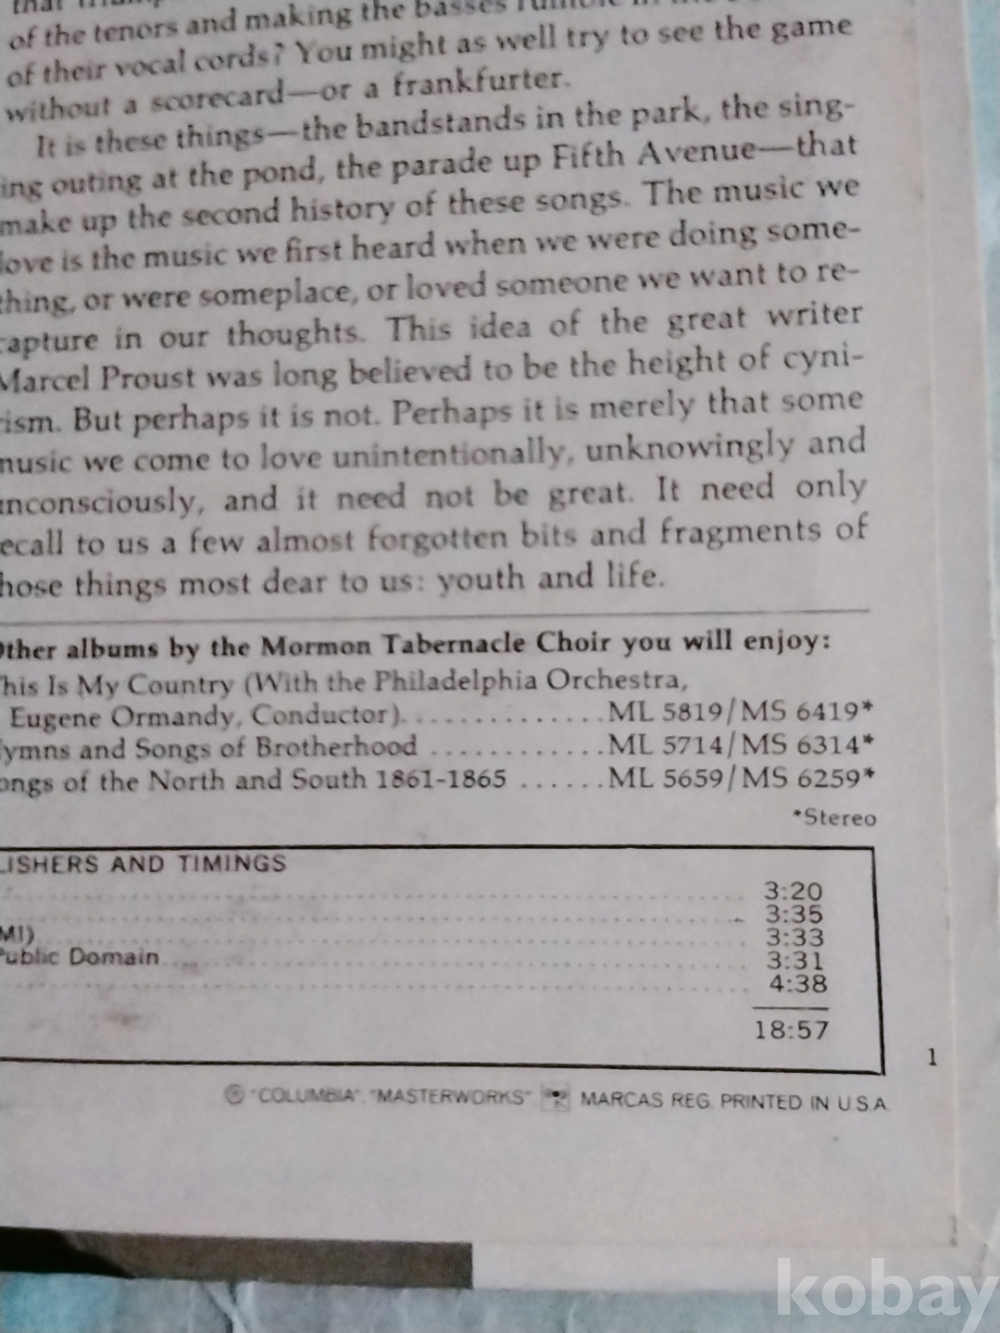 of the tenors and making the basses
of their vocal cords? You might as well try to see the game
without a scorecard—or a frankfurter.
It is these things—the bandstands in the park, the sing-
ing outing at the pond, the parade up Fifth Avenue—that
make up the second history of these songs. The music we
love is the music we first heard when we were doing some-
thing, or were someplace, or loved someone we want to re-
capture in our thoughts. This idea of the great writer
Marcel Proust was long believed to be the height of cyni-
cism. But perhaps it is not. Perhaps it is merely that some
music we come to love unintentionally, unknowingly and
unconsciously, and it need not be great. It need only
recall to us a few almost forgotten bits and fragments of
those things most dear to us: youth and life.
Other albums by the Mormon Tabernacle Choir you will enjoy:
This Is My Country (With the Philadelphia Orchestra,
Eugene Ormandy, Conductor)..............ML 5819/MS 6419*
ymns and Songs of Brotherhood ............ML 5714/MS 6314*
ongs of the North and South 1861-1865 ......ML 5659/MS 6259*
*Stereo
LISHERS AND TIMINGS
3:20
3:35
MI) 3:33
Public Domain 3:31
4:38
18:57
1
© "COLUMBIA", "MASTERWORKS" MARCAS REG. PRINTED IN U.S.A.
kobay